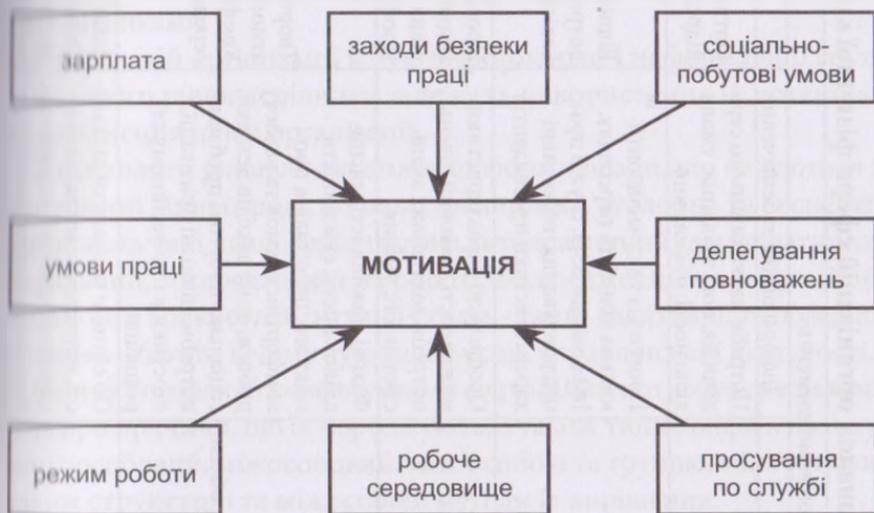 зарплата
заходи безпеки
праці
соціально-
побутові умови
умови праці
МОТИВАЦІЯ
делегування
повноважень
режим роботи
робоче
середовище
просування
по службі